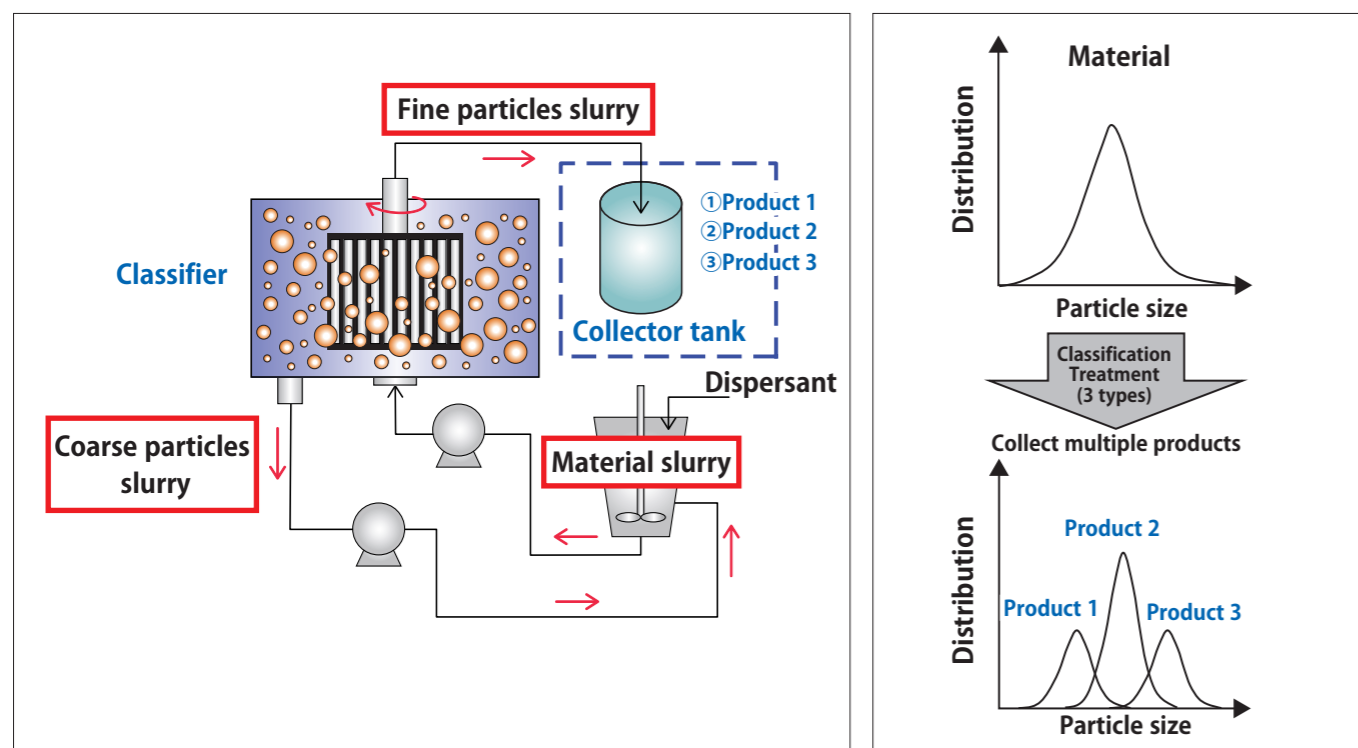 Fine particles slurry
①Product 1
②Product 2
③Product 3
Classifier
Collector tank
Dispersant
Coarse particles
slurry
Material slurry
Material
Distribution
Particle size
Classification
Treatment
(3 types)
Collect multiple products
Distribution
Product 2
Product 1
Product 3
Particle size